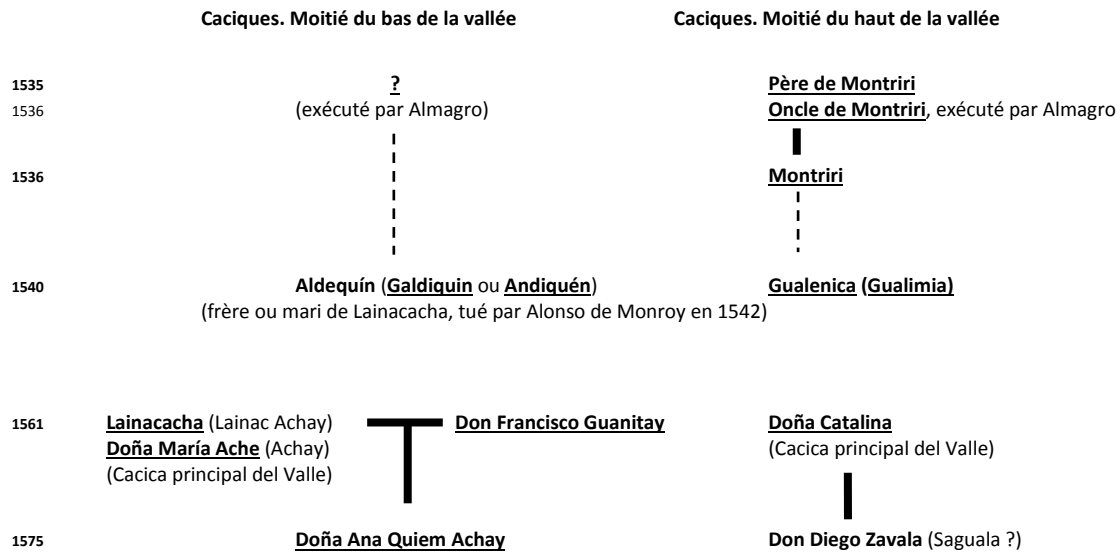 Caciques. Moitié du bas de la vallée Caciques. Moitié du haut de la vallée
1535 ? Père de Montriri
1536 (exécuté par Almagro) Oncle de Montriri, exécuté par Almagro
1536 Montriri
1540 Aldequín (Galdiquin ou Andiquén) Gualenica (Gualimia)
(frère ou mari de Lainacacha, tué par Alonso de Monroy en 1542)
1561 Lainacacha (Lainac Achay) Don Francisco Guanitay Doña Catalina
Doña María Ache (Achay) (Cacica principal del Valle)
(Cacica principal del Valle)
1575 Doña Ana Quiem Achay Don Diego Zavala (Saguala ?)